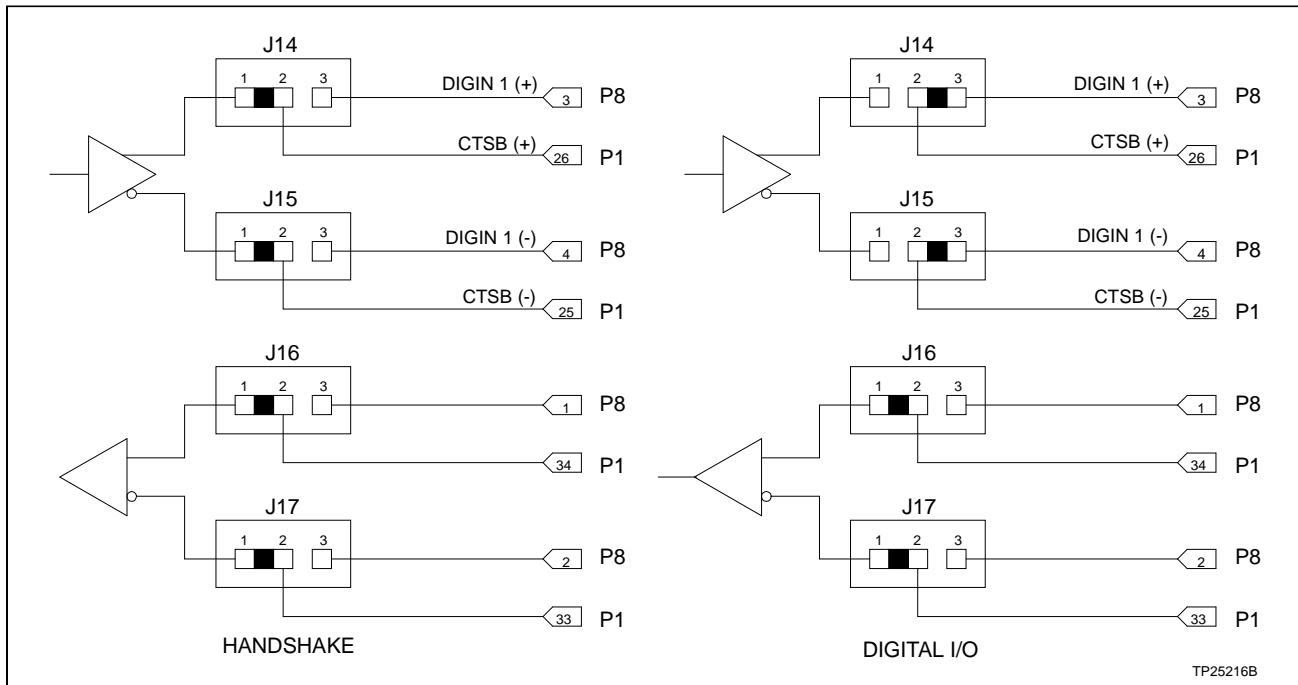 J14
1 2 3
DIGIN 1 (+)
3
P8
CTSB (+)
26
P1
J15
1 2 3
DIGIN 1 (-)
4
P8
CTSB (-)
25
P1
J16
1 2 3
1
P8
34
P1
J17
1 2 3
2
P8
33
P1
HANDSHAKE
J14
1 2 3
DIGIN 1 (+)
3
P8
CTSB (+)
26
P1
J15
1 2 3
DIGIN 1 (-)
4
P8
CTSB (-)
25
P1
J16
1 2 3
1
P8
34
P1
J17
1 2 3
2
P8
33
P1
DIGITAL I/O
TP25216B